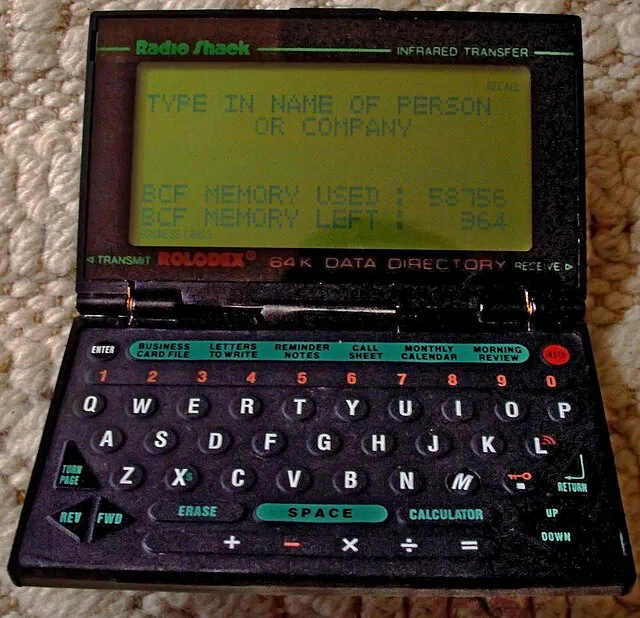 Radio Shack INFRARED TRANSFER
RECALL
TYPE IN NAME OF PERSON
OR COMPANY
BCF MEMORY USED : 58756
BCF MEMORY LEFT : 364
BUSINESS CARDS
◁ TRANSMIT ROLODEX® 64K DATA DIRECTORY RECEIVE ▷
ENTER BUSINESS CARD FILE LETTERS TO WRITE REMINDER NOTES CALL SHEET MONTHLY CALENDAR MORNING REVIEW
1 2 3 4 5 6 7 8 9 0
Q W E R T Y U I O P
A S D F G H J K L
TURN PAGE Z X S C V B N M RETURN
REV FWD ERASE SPACE CALCULATOR UP
DOWN
+ − × ÷ =